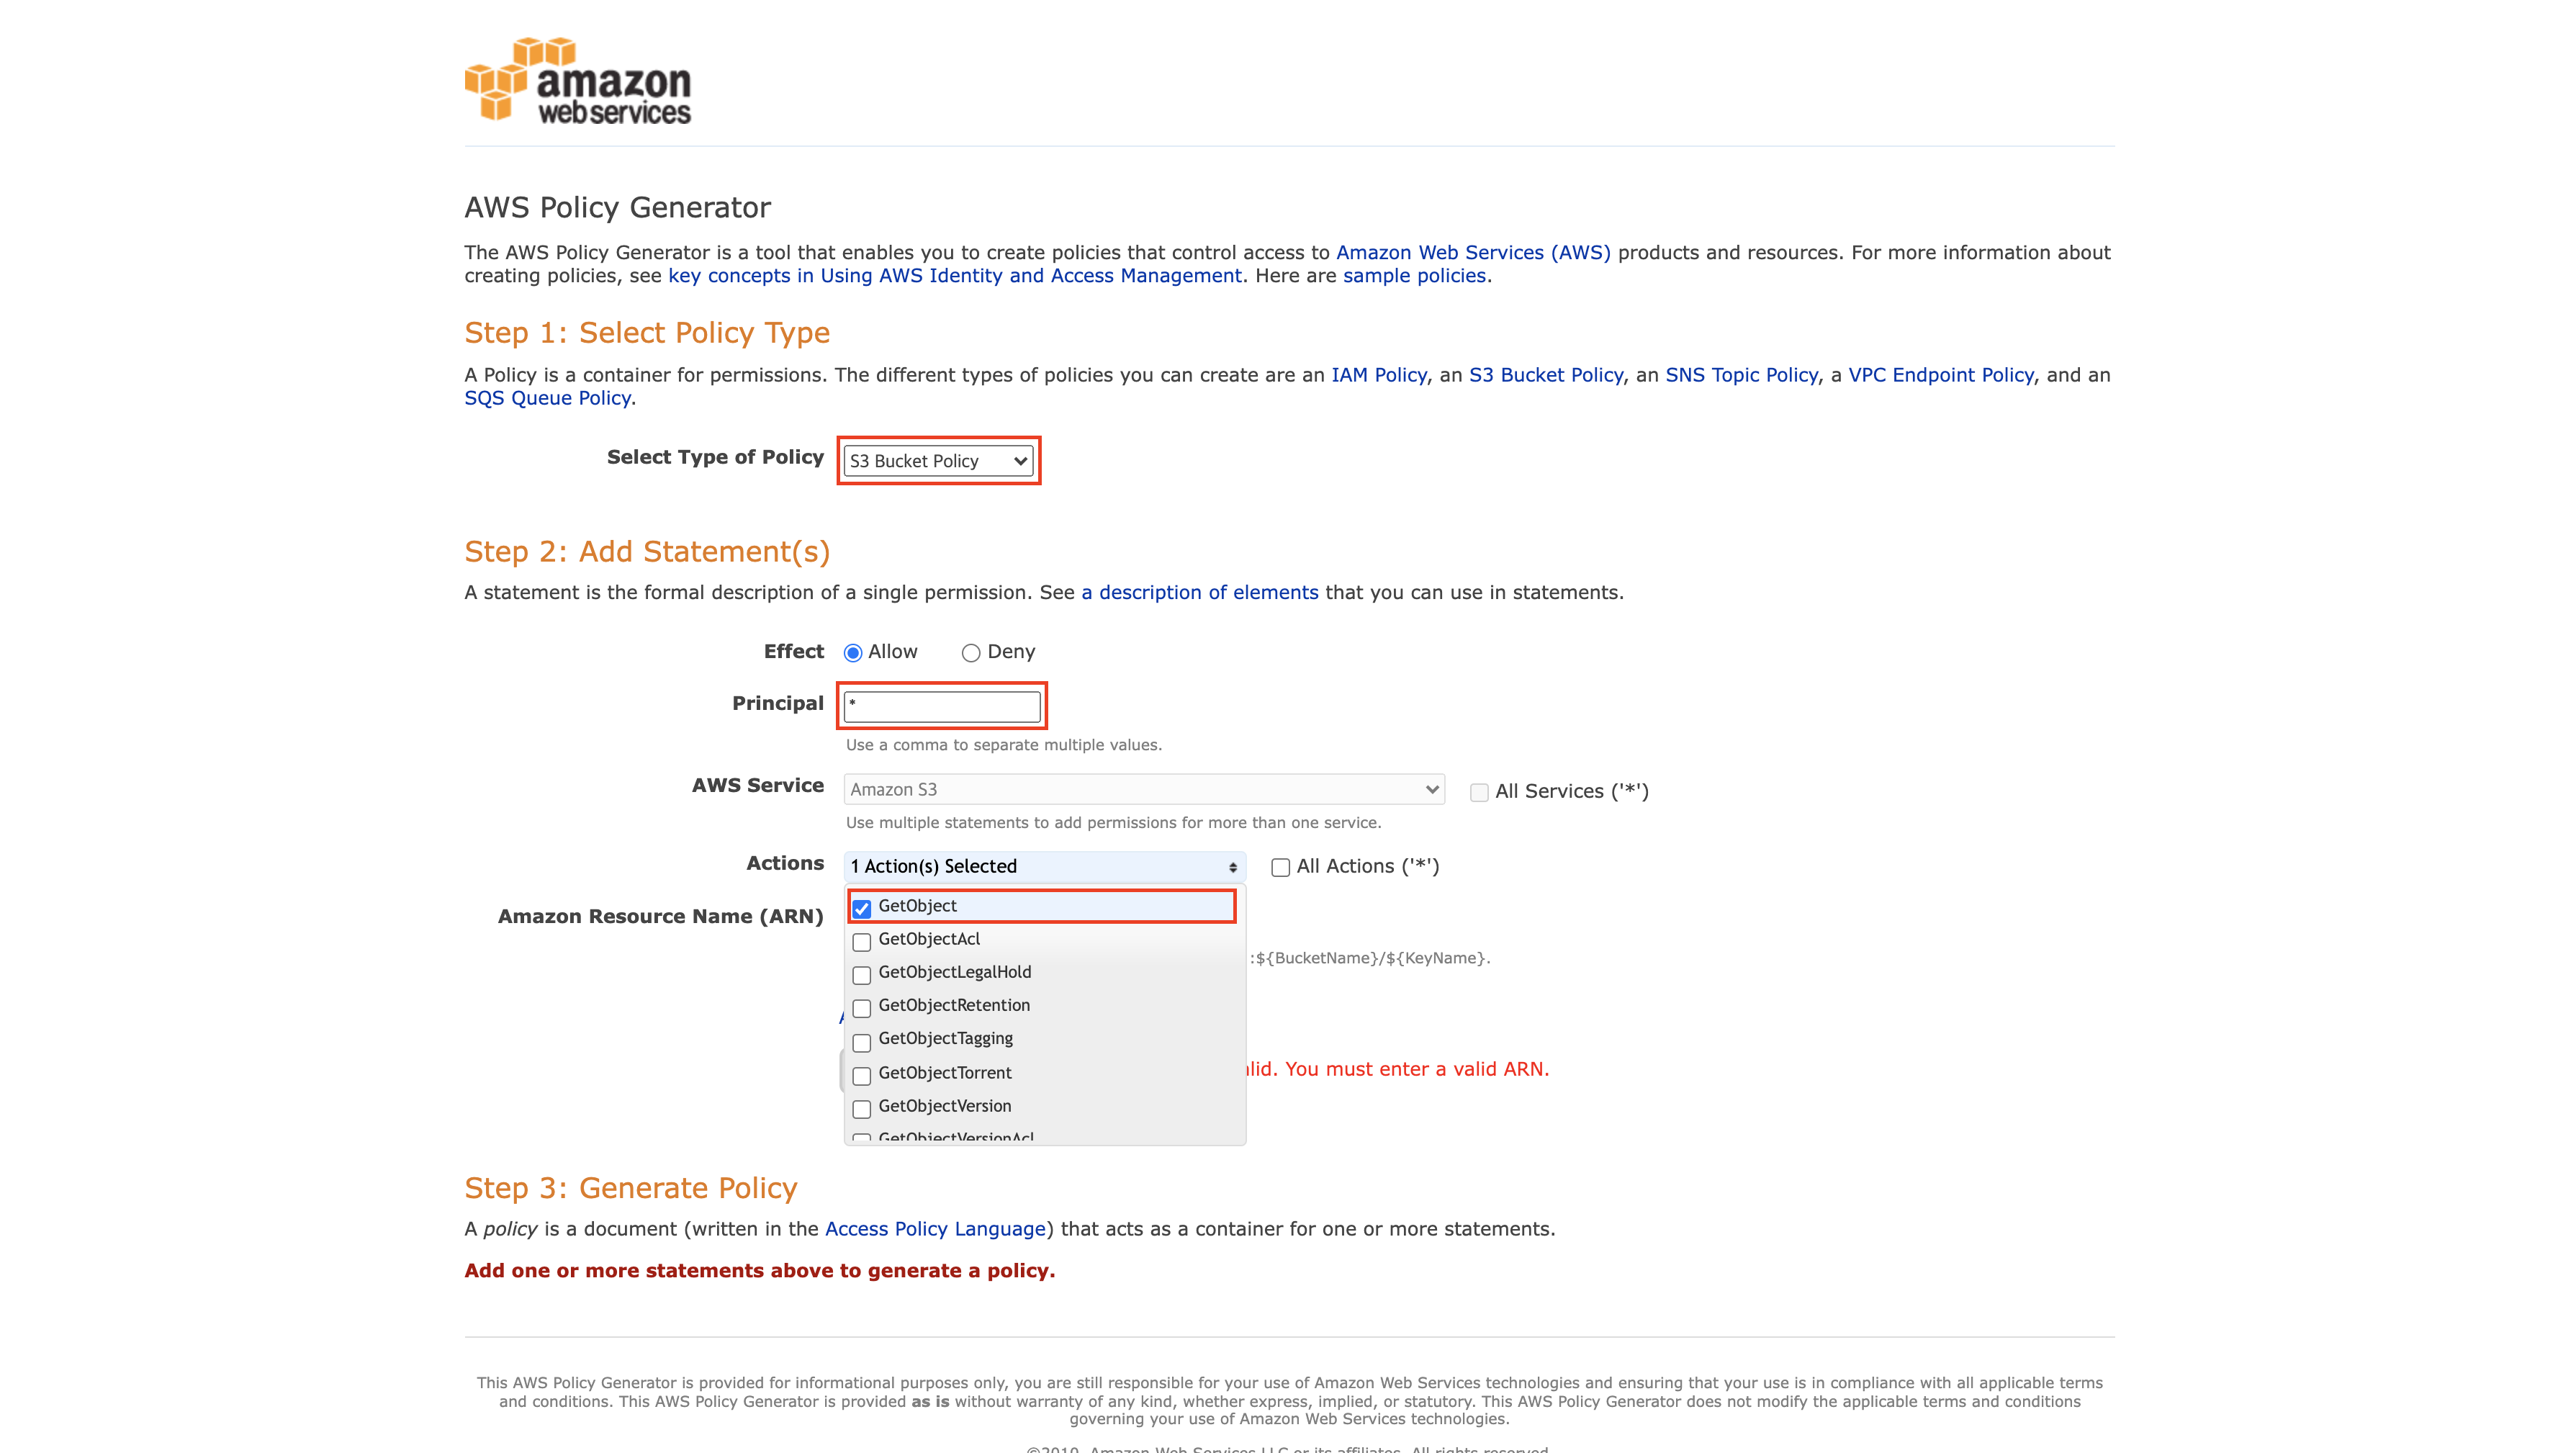 amazon
web services
AWS Policy Generator
The AWS Policy Generator is a tool that enables you to create policies that control access to Amazon Web Services (AWS) products and resources. For more information about
creating policies, see key concepts in Using AWS Identity and Access Management. Here are sample policies.
Step 1: Select Policy Type
A Policy is a container for permissions. The different types of policies you can create are an IAM Policy, an S3 Bucket Policy, an SNS Topic Policy, a VPC Endpoint Policy, and an
SQS Queue Policy.
Select Type of Policy S3 Bucket Policy
Step 2: Add Statement(s)
A statement is the formal description of a single permission. See a description of elements that you can use in statements.
Effect Allow Deny
Principal *
Use a comma to separate multiple values.
AWS Service Amazon S3 All Services ('*')
Use multiple statements to add permissions for more than one service.
Actions 1 Action(s) Selected All Actions ('*')
GetObject
Amazon Resource Name (ARN)
GetObjectAcl
:${BucketName}/${KeyName}.
GetObjectLegalHold
GetObjectRetention
GetObjectTagging
GetObjectTorrent
lid. You must enter a valid ARN.
GetObjectVersion
GetObjectVersionAcl
Step 3: Generate Policy
A policy is a document (written in the Access Policy Language) that acts as a container for one or more statements.
Add one or more statements above to generate a policy.
This AWS Policy Generator is provided for informational purposes only, you are still responsible for your use of Amazon Web Services technologies and ensuring that your use is in compliance with all applicable terms
and conditions. This AWS Policy Generator is provided as is without warranty of any kind, whether express, implied, or statutory. This AWS Policy Generator does not modify the applicable terms and conditions
governing your use of Amazon Web Services technologies.
©2010, Amazon Web Services LLC or its affiliates. All rights reserved.